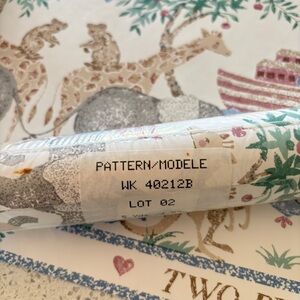 PATTERN/MODELE
WK 40212B
LOT 02
TWO